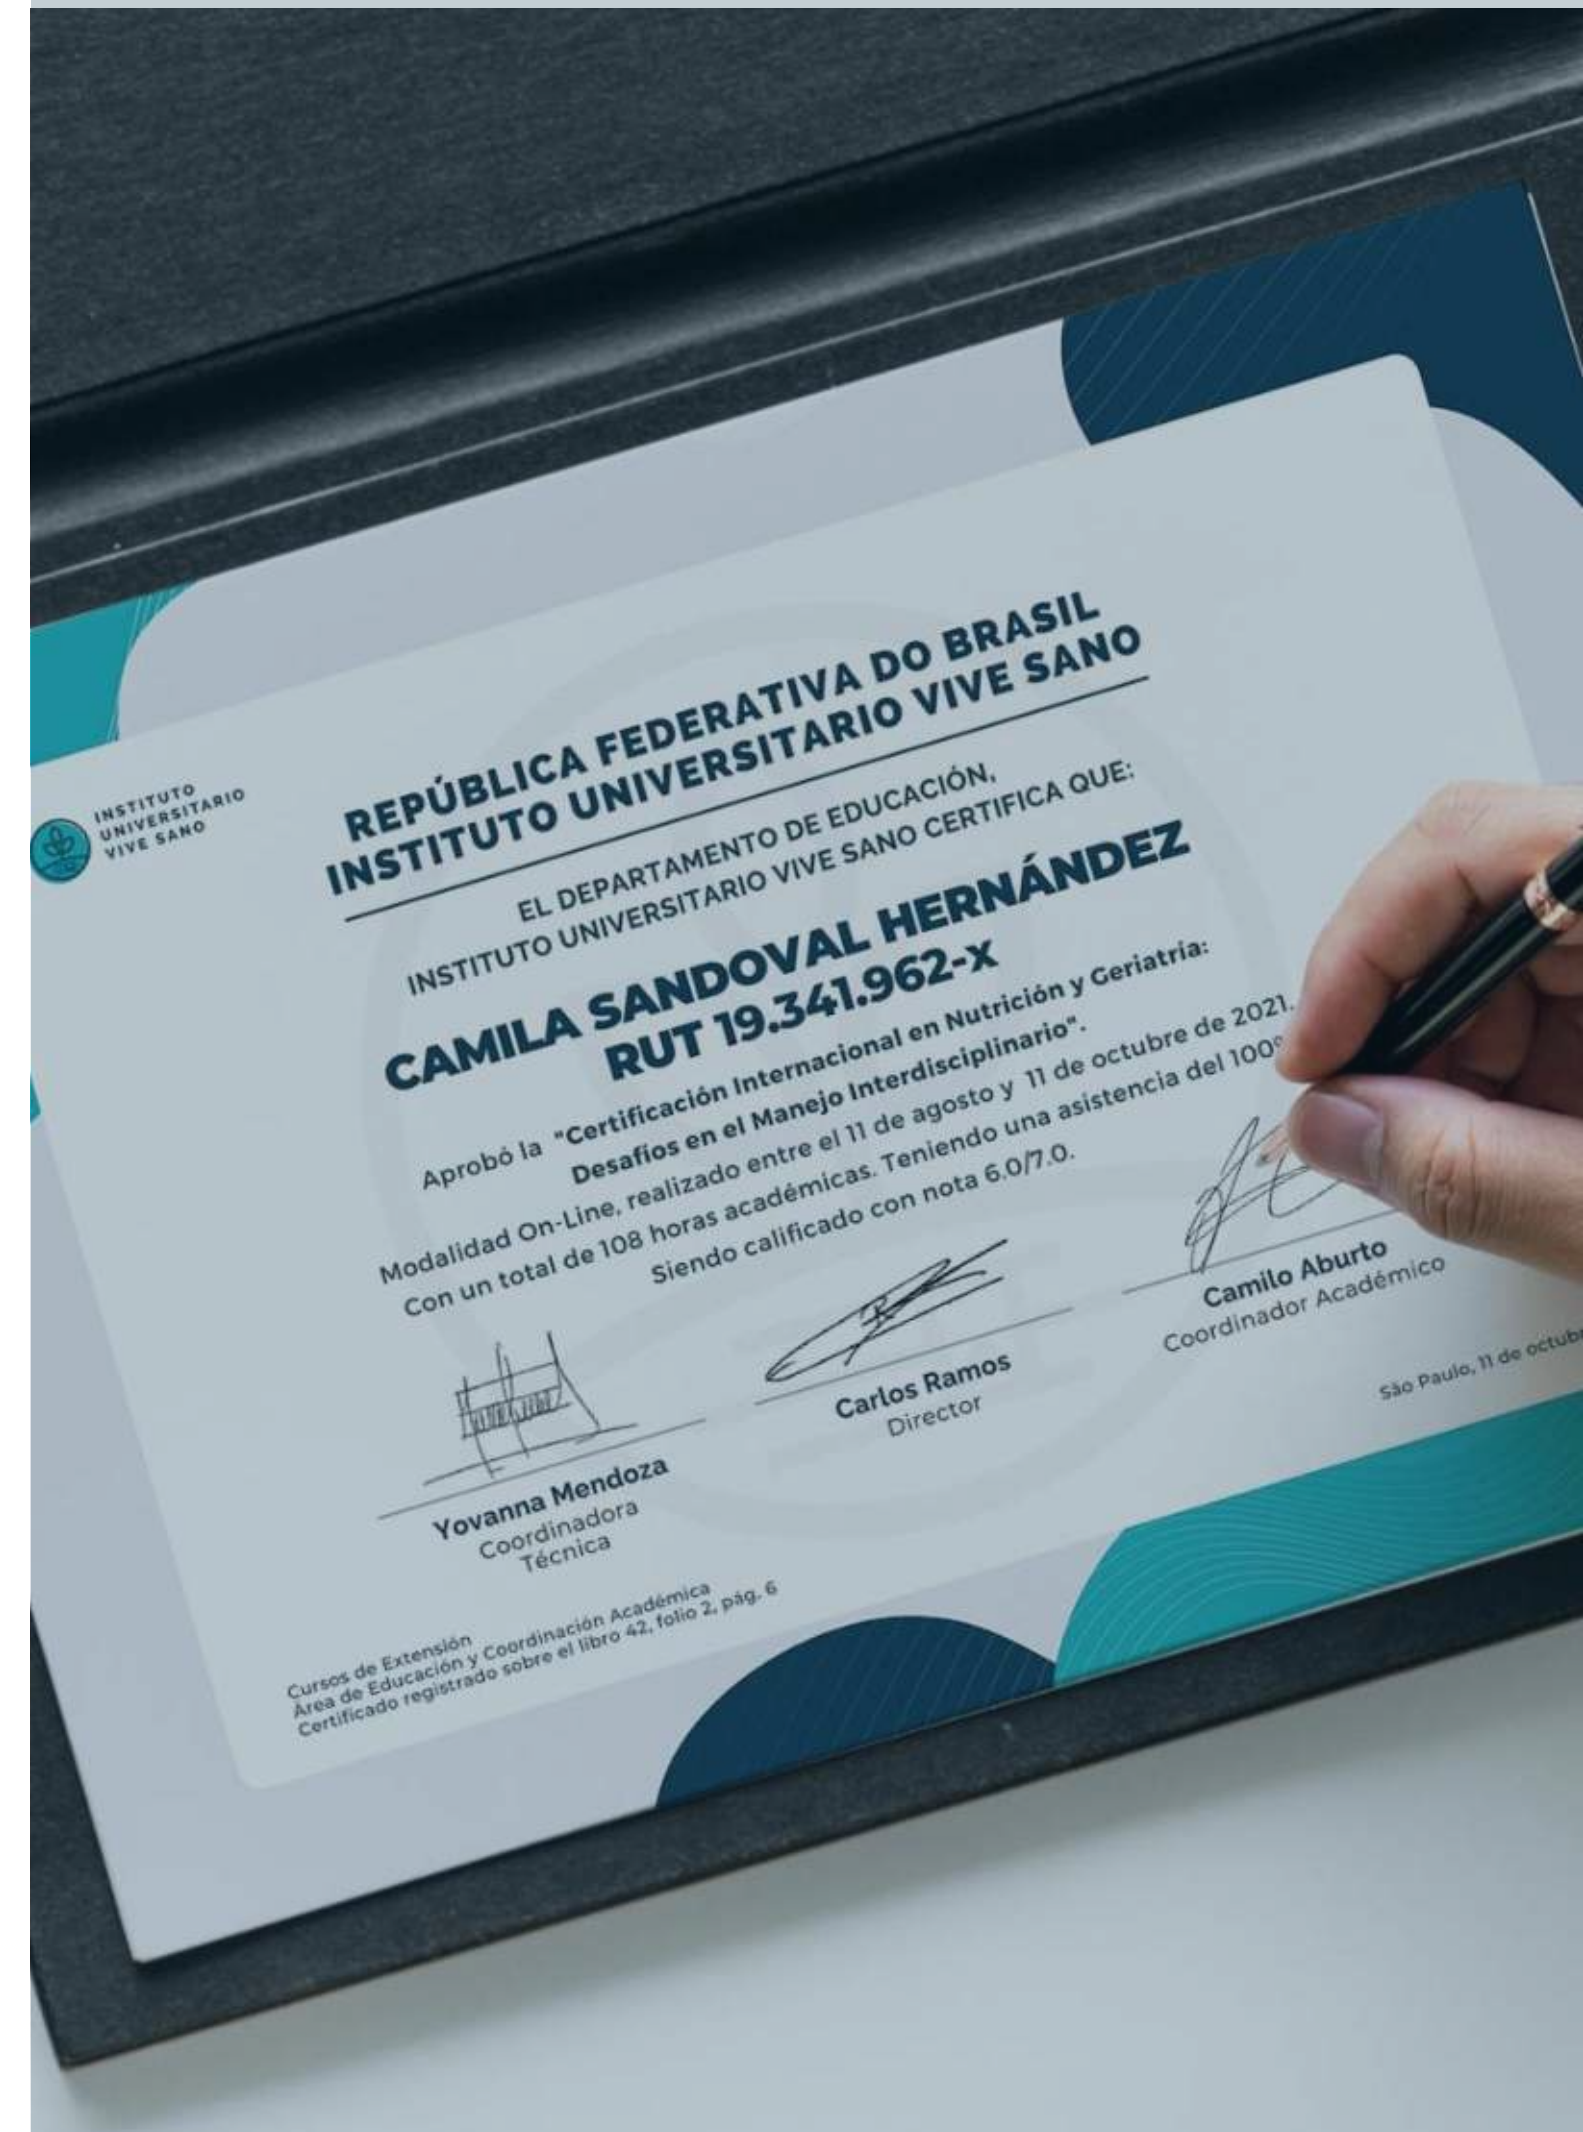 INSTITUTO
UNIVERSITARIO
VIVE SANO
REPÚBLICA FEDERATIVA DO BRASIL
INSTITUTO UNIVERSITARIO VIVE SANO
EL DEPARTAMENTO DE EDUCACIÓN,
INSTITUTO UNIVERSITARIO VIVE SANO CERTIFICA QUE:
CAMILA SANDOVAL HERNÁNDEZ
RUT 19.341.962-X
Aprobó la "Certificación Internacional en Nutrición y Geriatría:
Desafíos en el Manejo Interdisciplinario".
Modalidad On-Line, realizado entre el 11 de agosto y 11 de octubre de 2021.
Con un total de 108 horas académicas. Teniendo una asistencia del 100
Siendo calificado con nota 6.0/7.0.
Yovanna Mendoza
Coordinadora
Técnica
Carlos Ramos
Director
Camilo Aburto
Coordinador Académico
São Paulo, 11 de octub
Cursos de Extensión
Área de Educación y Coordinación Académica
Certificado registrado sobre el libro 42, folio 2, pág. 6